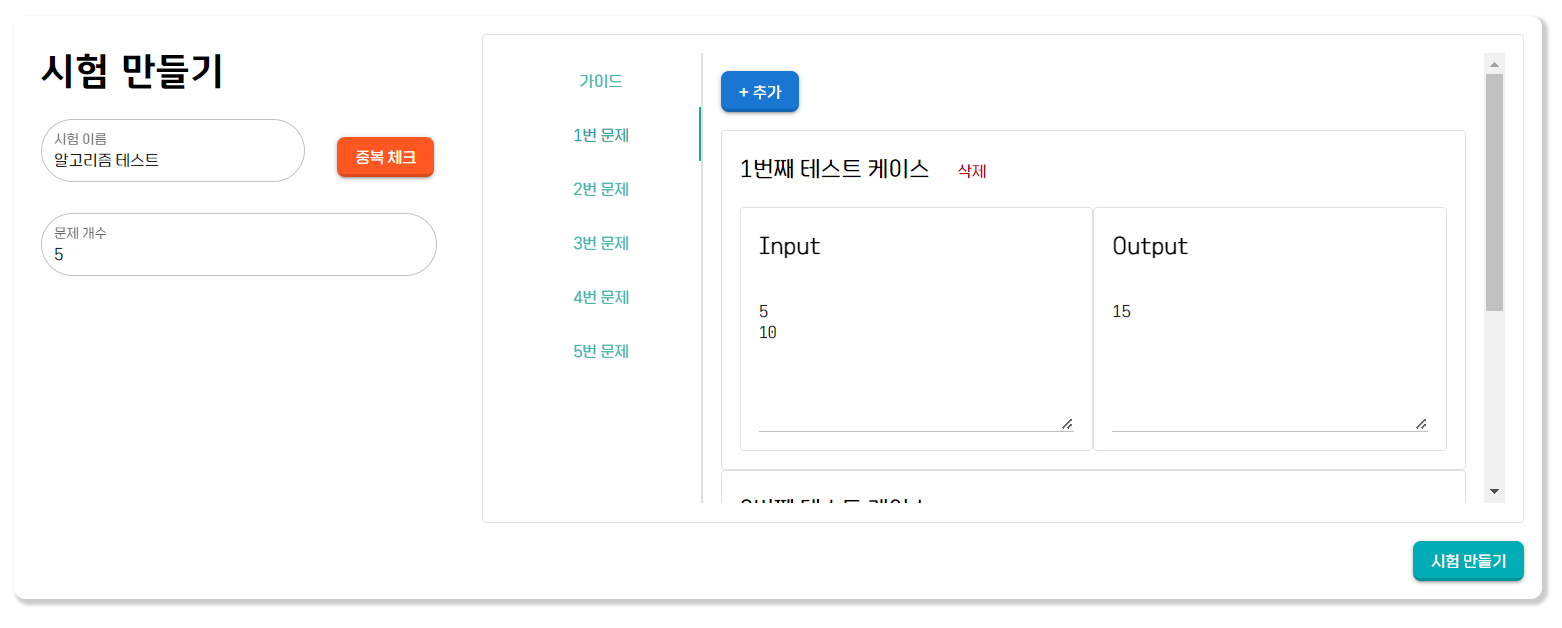 시험 만들기
시험 이름
알고리즘 테스트
중복 체크
문제 개수
5
가이드
1번 문제
2번 문제
3번 문제
4번 문제
5번 문제
+ 추가
1번째 테스트 케이스 삭제
Input
5
10
Output
15
시험 만들기